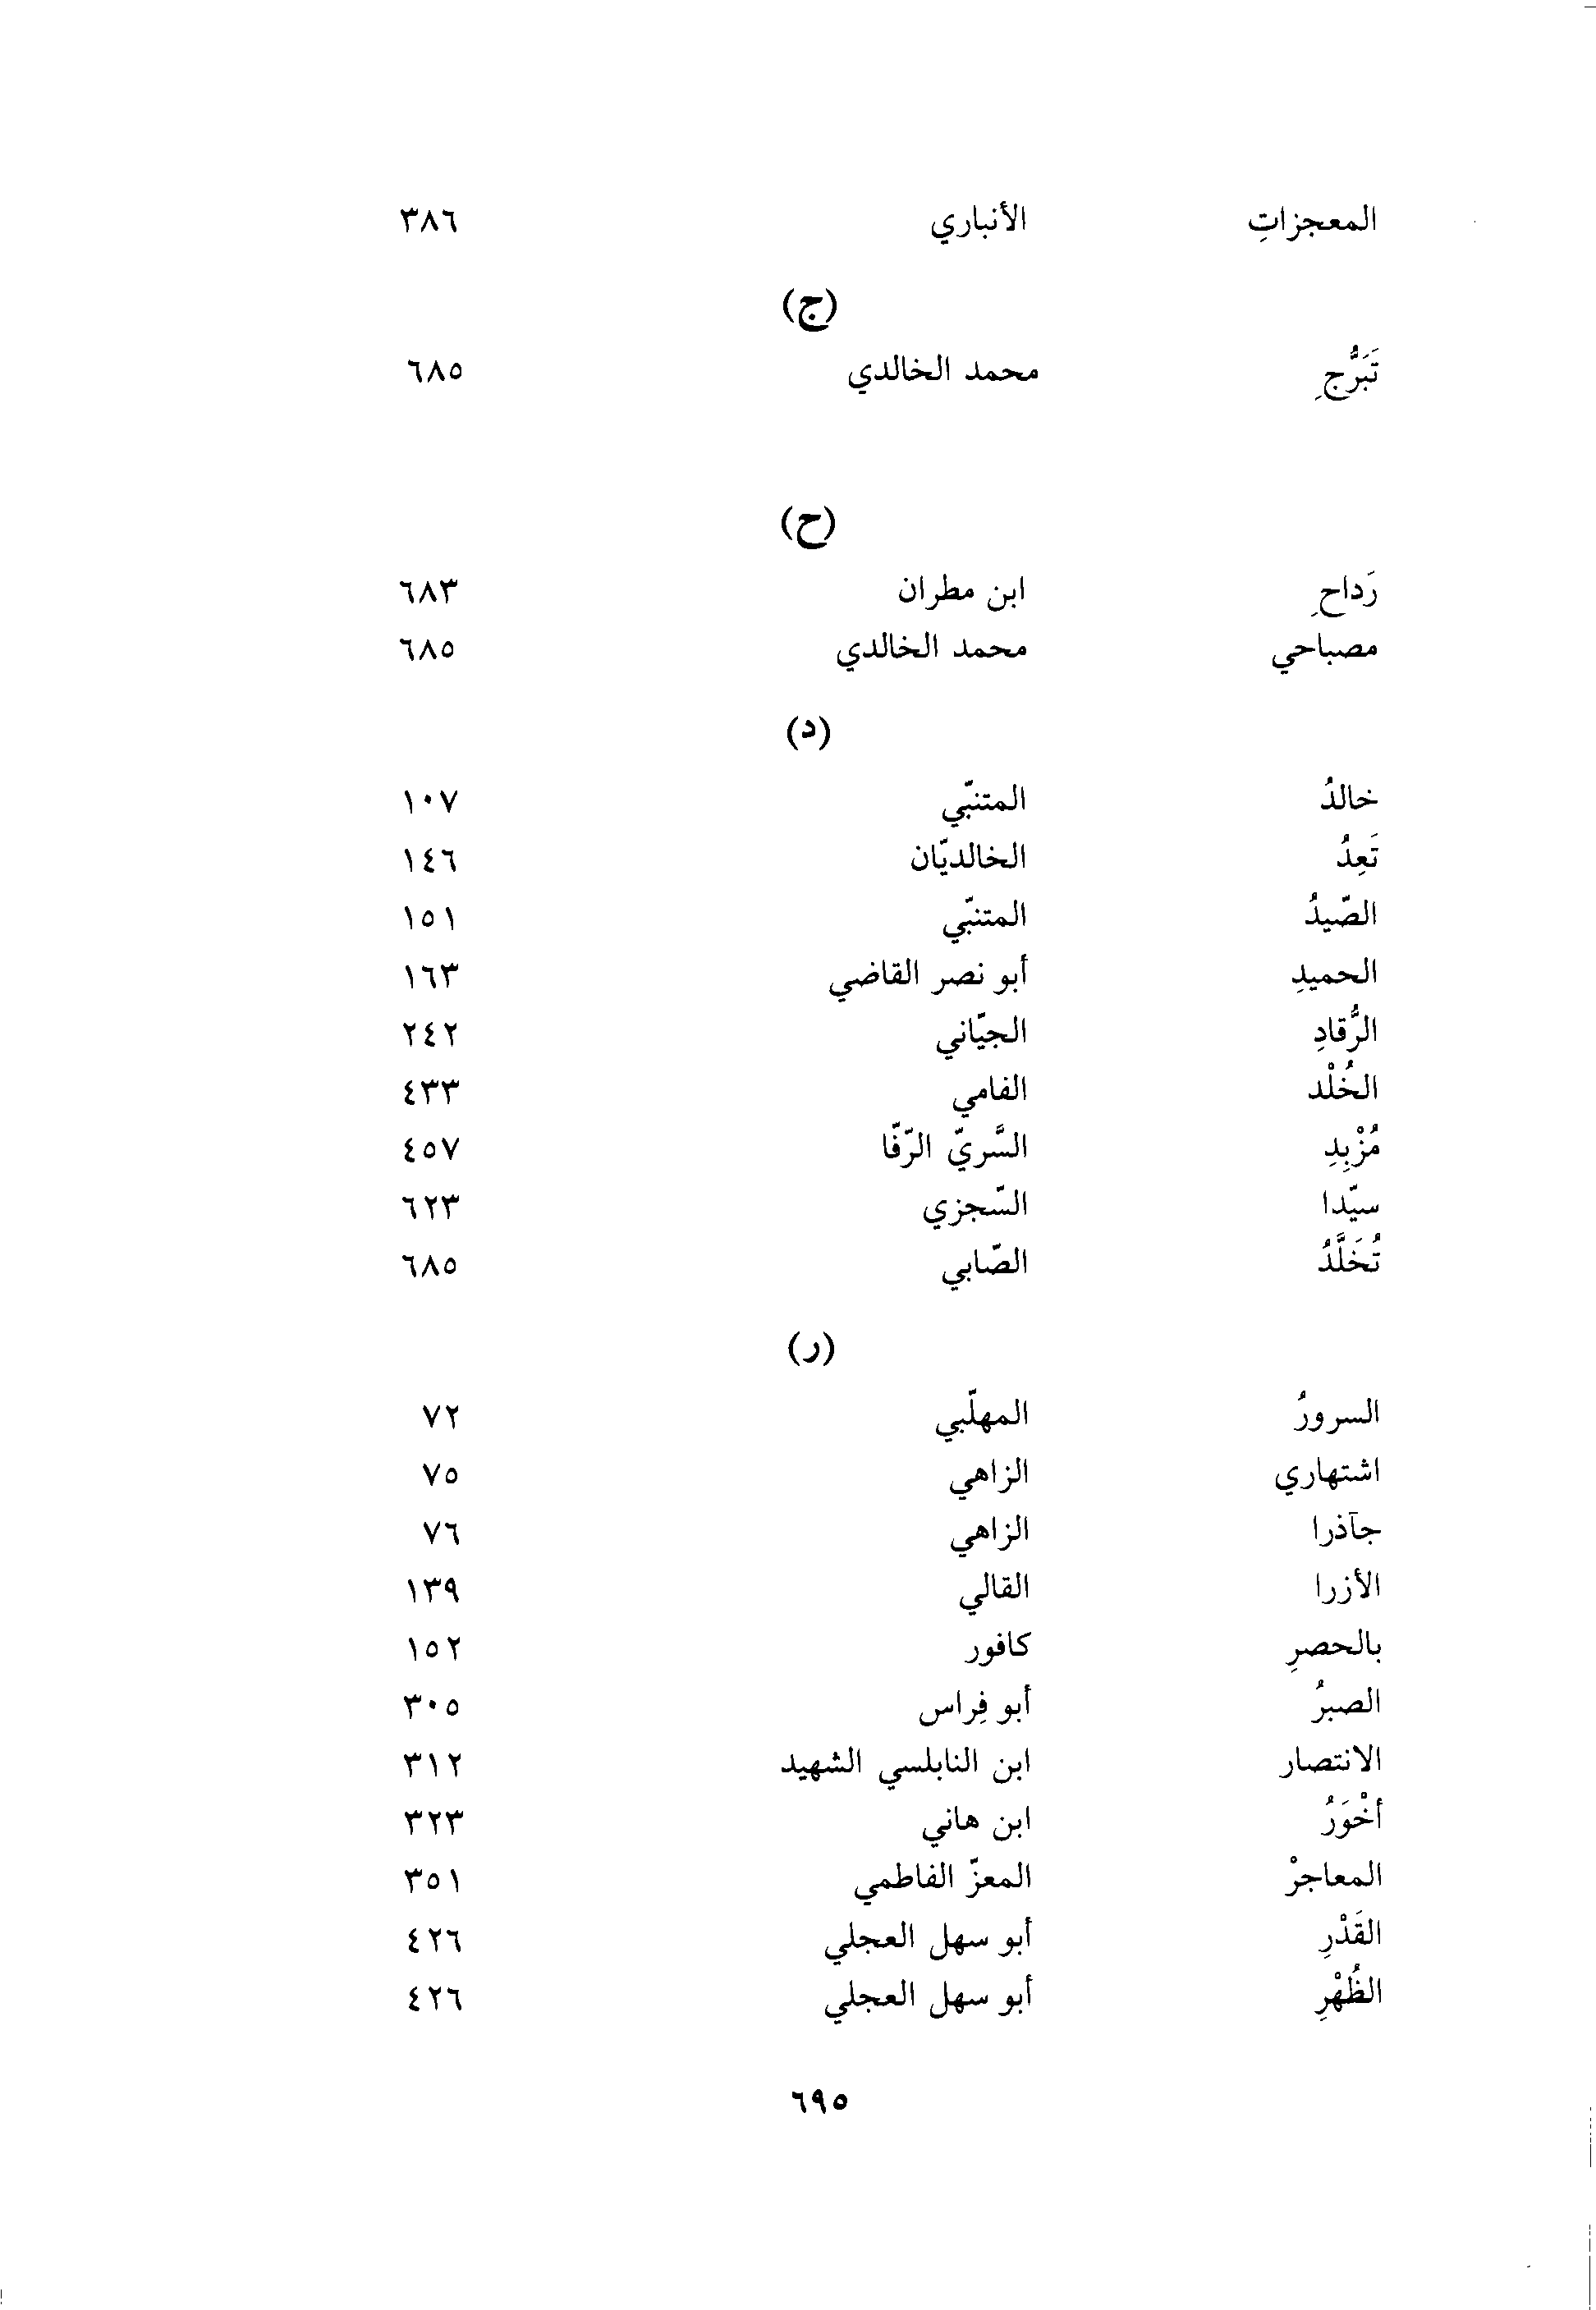 المعجزاتِ الأنباري ٣٨٦
(ج)
تَبَرُّجِ محمد الخالدي ٦٨٥
(ح)
رَداحِ ابن مطران ٦٨٣
مصباحي محمد الخالدي ٦٨٥
(د)
خالدُ المتنبّي ١٠٧
تَعِدُ الخالديّان ١٤٦
الصّيدُ المتنبّي ١٥١
الحميدِ أبو نصر القاضي ١٦٣
الرُّقادِ الجيّاني ٢٤٢
الخُلْد الفامي ٤٣٣
مُزْبِدِ السَّريّ الرّفّا ٤٥٧
سيّدا السّجزي ٦٢٣
تُخَلَّدُ الصّابي ٦٨٥
(ر)
السرورُ المهلّبي ٧٢
اشتهاري الزاهي ٧٥
جآذرا الزاهي ٧٦
الأزرا القالي ١٣٩
بالحصرِ كافور ١٥٢
الصبرُ أبو فِراس ٣٠٥
الانتصار ابن النابلسي الشهيد ٣١٢
أخْوَرُ ابن هاني ٣٢٣
المعاجرْ المعزّ الفاطمي ٣٥١
القَدْرِ أبو سهل العجلي ٤٢٦
الظُهْرِ أبو سهل العجلي ٤٢٦
٦٩٥